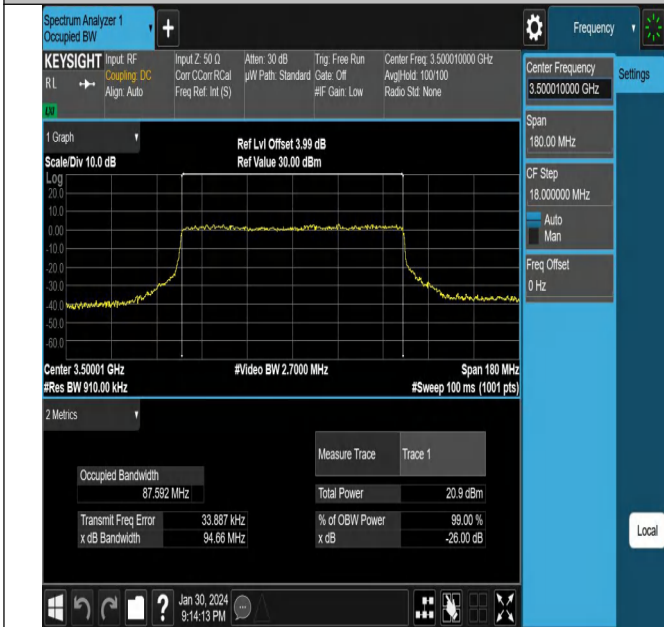 Spectrum Analyzer 1
Occupied BW
Frequency
KEYSIGHT
RL
LXI
Input: RF
Coupling: DC
Align: Auto
Input Z: 50 Ω
Corr CCorr RCal
Freq Ref: Int (S)
Atten: 30 dB
µW Path: Standard
Trig: Free Run
Gate: Off
#IF Gain: Low
Center Freq: 3.500010000 GHz
Avg|Hold: 100/100
Radio Std: None
Center Frequency
3.500010000 GHz
Settings
Span
180.00 MHz
CF Step
18.000000 MHz
Auto
Man
Freq Offset
0 Hz
Local
1 Graph
Scale/Div 10.0 dB
Ref Lvl Offset 3.99 dB
Ref Value 30.00 dBm
Log
20.0
10.0
0.00
-10.0
-20.0
-30.0
-40.0
-50.0
-60.0
Center 3.50001 GHz
#Video BW 2.7000 MHz
Span 180 MHz
#Res BW 910.00 kHz
#Sweep 100 ms (1001 pts)
2 Metrics
Measure Trace Trace 1
Occupied Bandwidth
87.592 MHz
Total Power 20.9 dBm
Transmit Freq Error 33.887 kHz
% of OBW Power 99.00 %
x dB Bandwidth 94.66 MHz
x dB -26.00 dB
?
Jan 30, 2024
9:14:13 PM